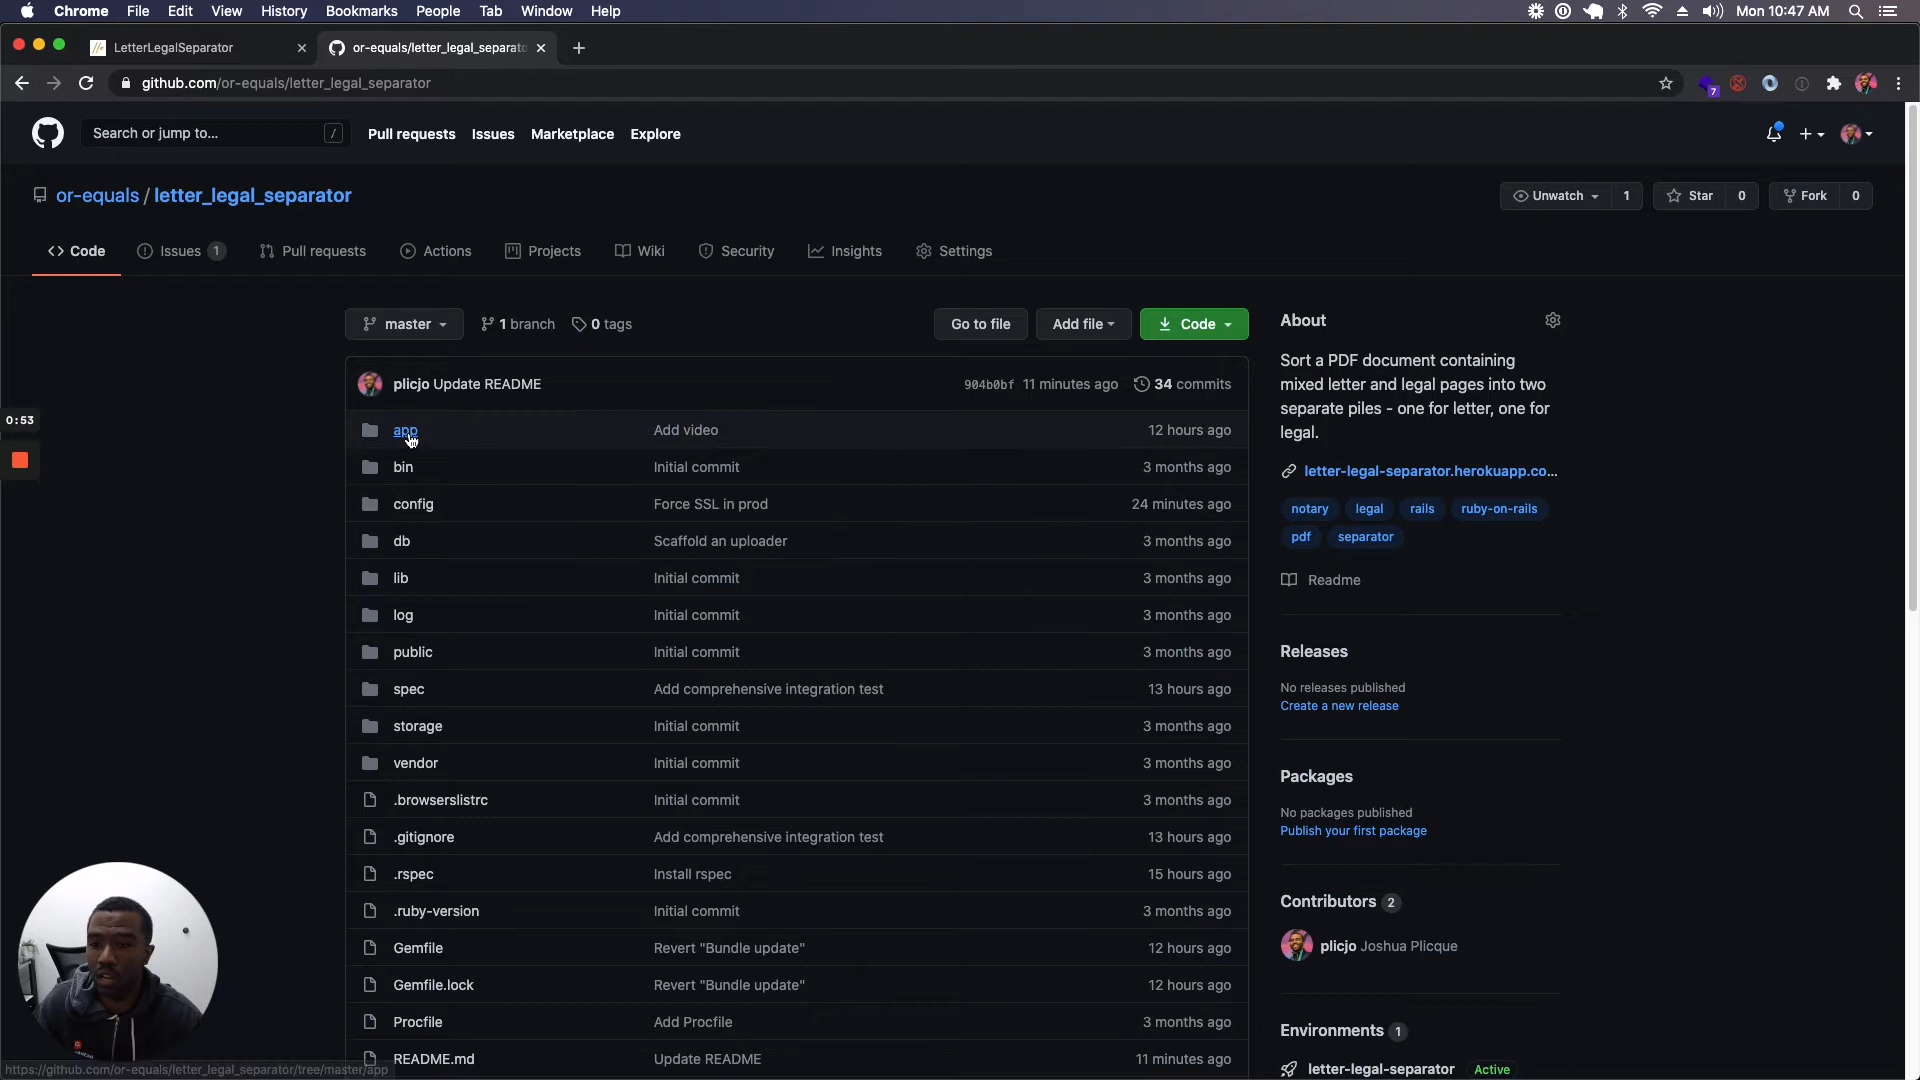 Chrome File Edit View History Bookmarks People Tab Window Help
Mon 10:47 AM
LetterLegalSeparator
or-equals/letter_legal_separato
github.com/or-equals/letter_legal_separator
7
Search or jump to... /
Pull requests Issues Marketplace Explore
or-equals / letter_legal_separator
Unwatch 1 Star 0 Fork 0
Code Issues 1 Pull requests Actions Projects Wiki Security Insights Settings
master 1 branch 0 tags Go to file Add file Code
plicjo Update README 904b0bf 11 minutes ago 34 commits
app Add video 12 hours ago
bin Initial commit 3 months ago
config Force SSL in prod 24 minutes ago
db Scaffold an uploader 3 months ago
lib Initial commit 3 months ago
log Initial commit 3 months ago
public Initial commit 3 months ago
spec Add comprehensive integration test 13 hours ago
storage Initial commit 3 months ago
vendor Initial commit 3 months ago
.browserslistrc Initial commit 3 months ago
.gitignore Add comprehensive integration test 13 hours ago
.rspec Install rspec 15 hours ago
.ruby-version Initial commit 3 months ago
Gemfile Revert "Bundle update" 12 hours ago
Gemfile.lock Revert "Bundle update" 12 hours ago
Procfile Add Procfile 3 months ago
README.md Update README 11 minutes ago
About
Sort a PDF document containing
mixed letter and legal pages into two
separate piles - one for letter, one for
legal.
letter-legal-separator.herokuapp.co...
notary legal rails ruby-on-rails
pdf separator
Readme
Releases
No releases published
Create a new release
Packages
No packages published
Publish your first package
Contributors 2
plicjo Joshua Plicque
Environments 1
letter-legal-separator Active
0:53
https://github.com/or-equals/letter_legal_separator/tree/master/app